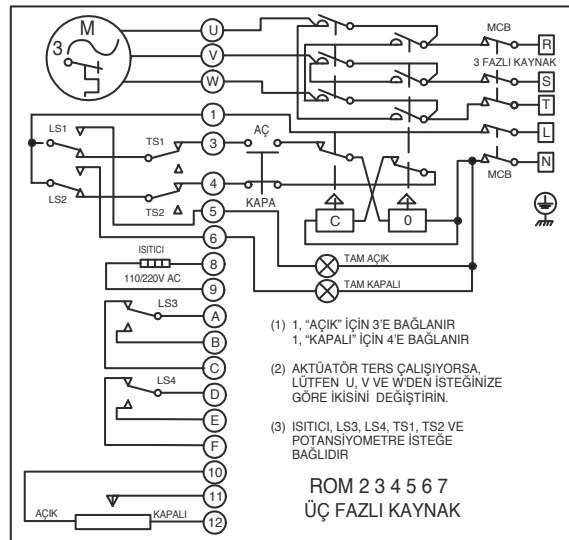 M
3
U
V
W
MCB
R
3 FAZLI KAYNAK
S
T
L
N
MCB
1
LS1
TS1
3
AÇ
LS2
TS2
4
KAPA
5
C
0
6
TAM AÇIK
ISITICI
8
110/220V AC
9
TAM KAPALI
LS3
A
B
C
LS4
D
E
F
10
11
AÇIK
KAPALI
12
(1) 1, “AÇIK” İÇİN 3’E BAĞLANIR
1, “KAPALI” İÇİN 4’E BAĞLANIR
(2) AKTÜATÖR TERS ÇALIŞIYORSA,
LÜTFEN U, V VE W'DEN İSTEĞİNİZE
GÖRE İKİSİNİ DEĞİŞTİRİN.
(3) ISITICI, LS3, LS4, TS1, TS2 VE
POTANSİYOMETRE İSTEĞE
BAĞLIDIR
ROM 2 3 4 5 6 7
ÜÇ FAZLI KAYNAK